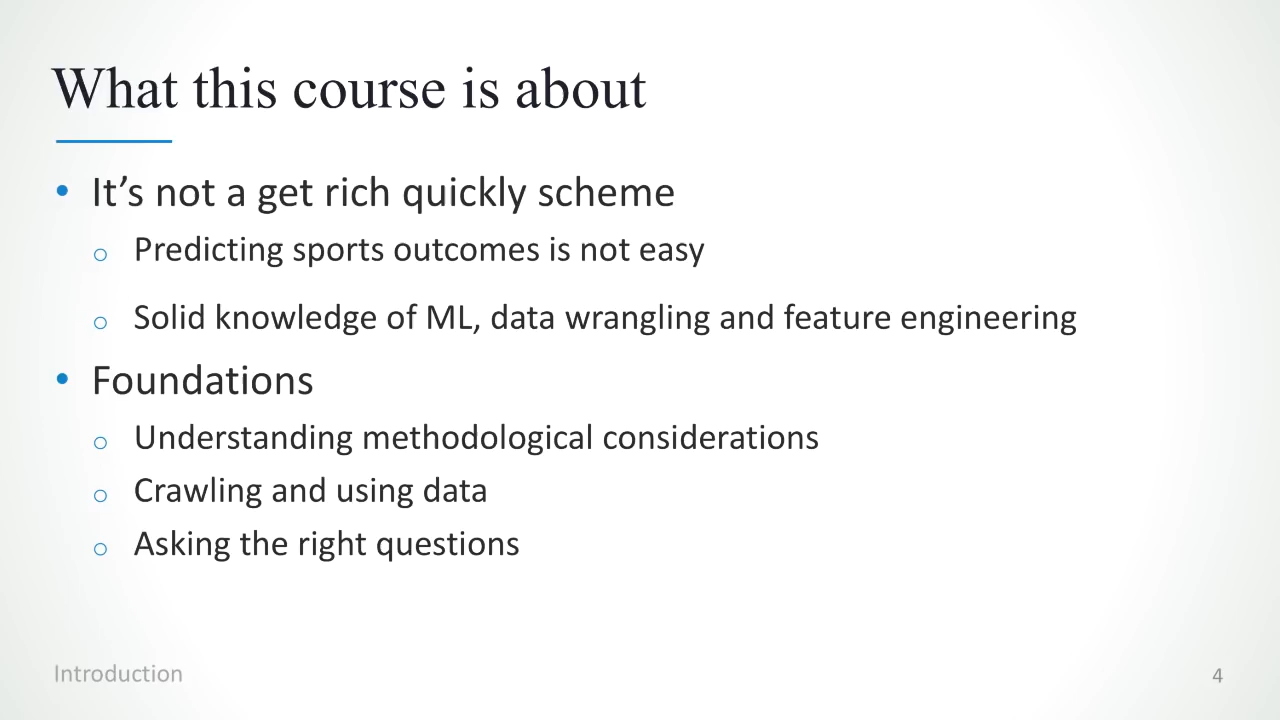 What this course is about
• It’s not a get rich quickly scheme
o Predicting sports outcomes is not easy
o Solid knowledge of ML, data wrangling and feature engineering
• Foundations
o Understanding methodological considerations
o Crawling and using data
o Asking the right questions
Introduction
4